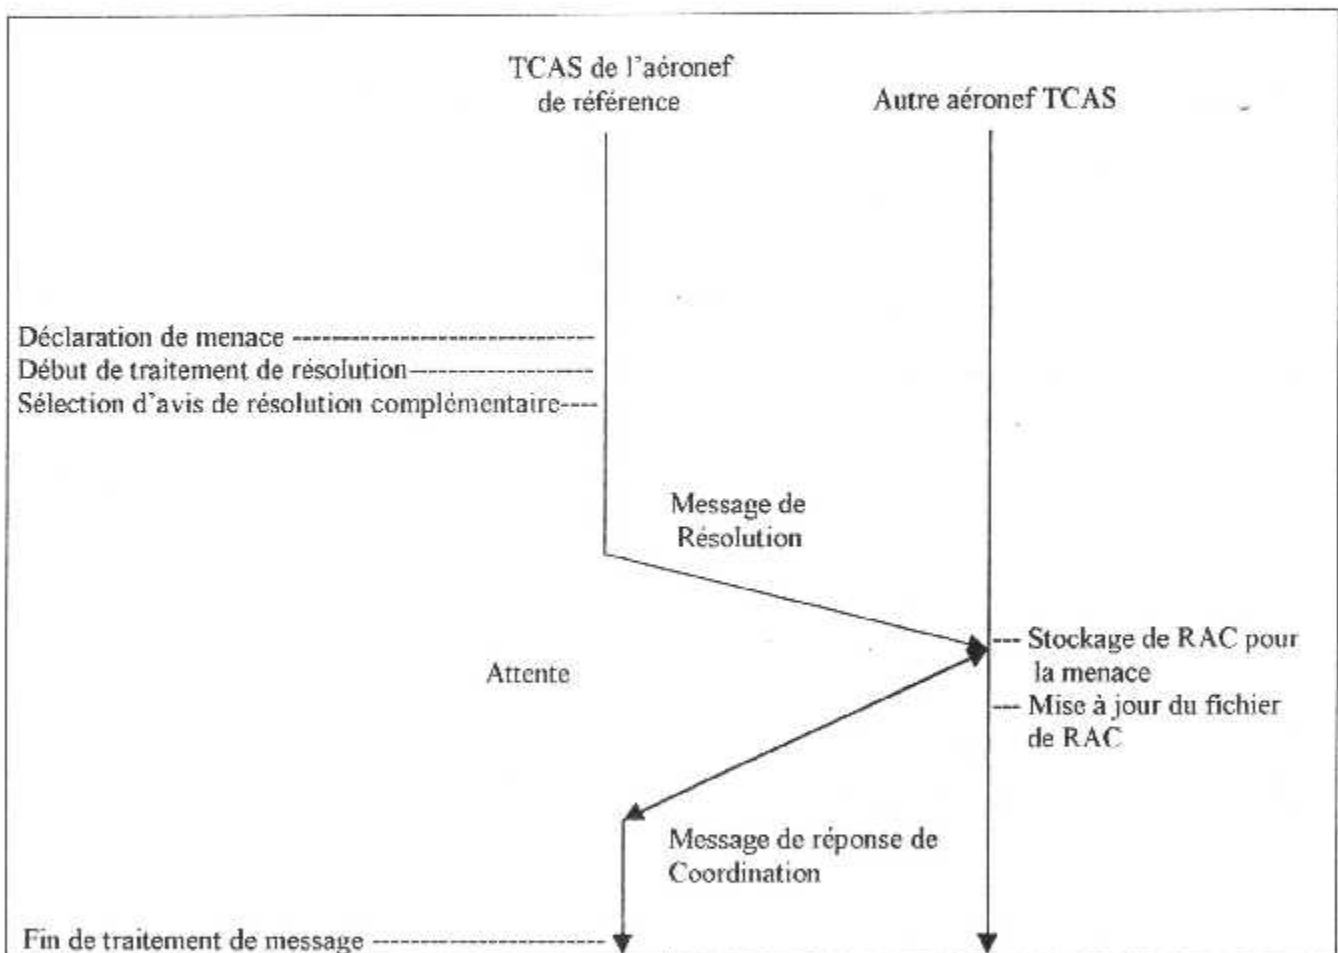 TCAS de l'aéronef
de référence
Autre aéronef TCAS
Déclaration de menace
Début de traitement de résolution
Sélection d'avis de résolution complémentaire
Message de
Résolution
Attente
Stockage de RAC pour
la menace
Mise à jour du fichier
de RAC
Message de réponse de
Coordination
Fin de traitement de message